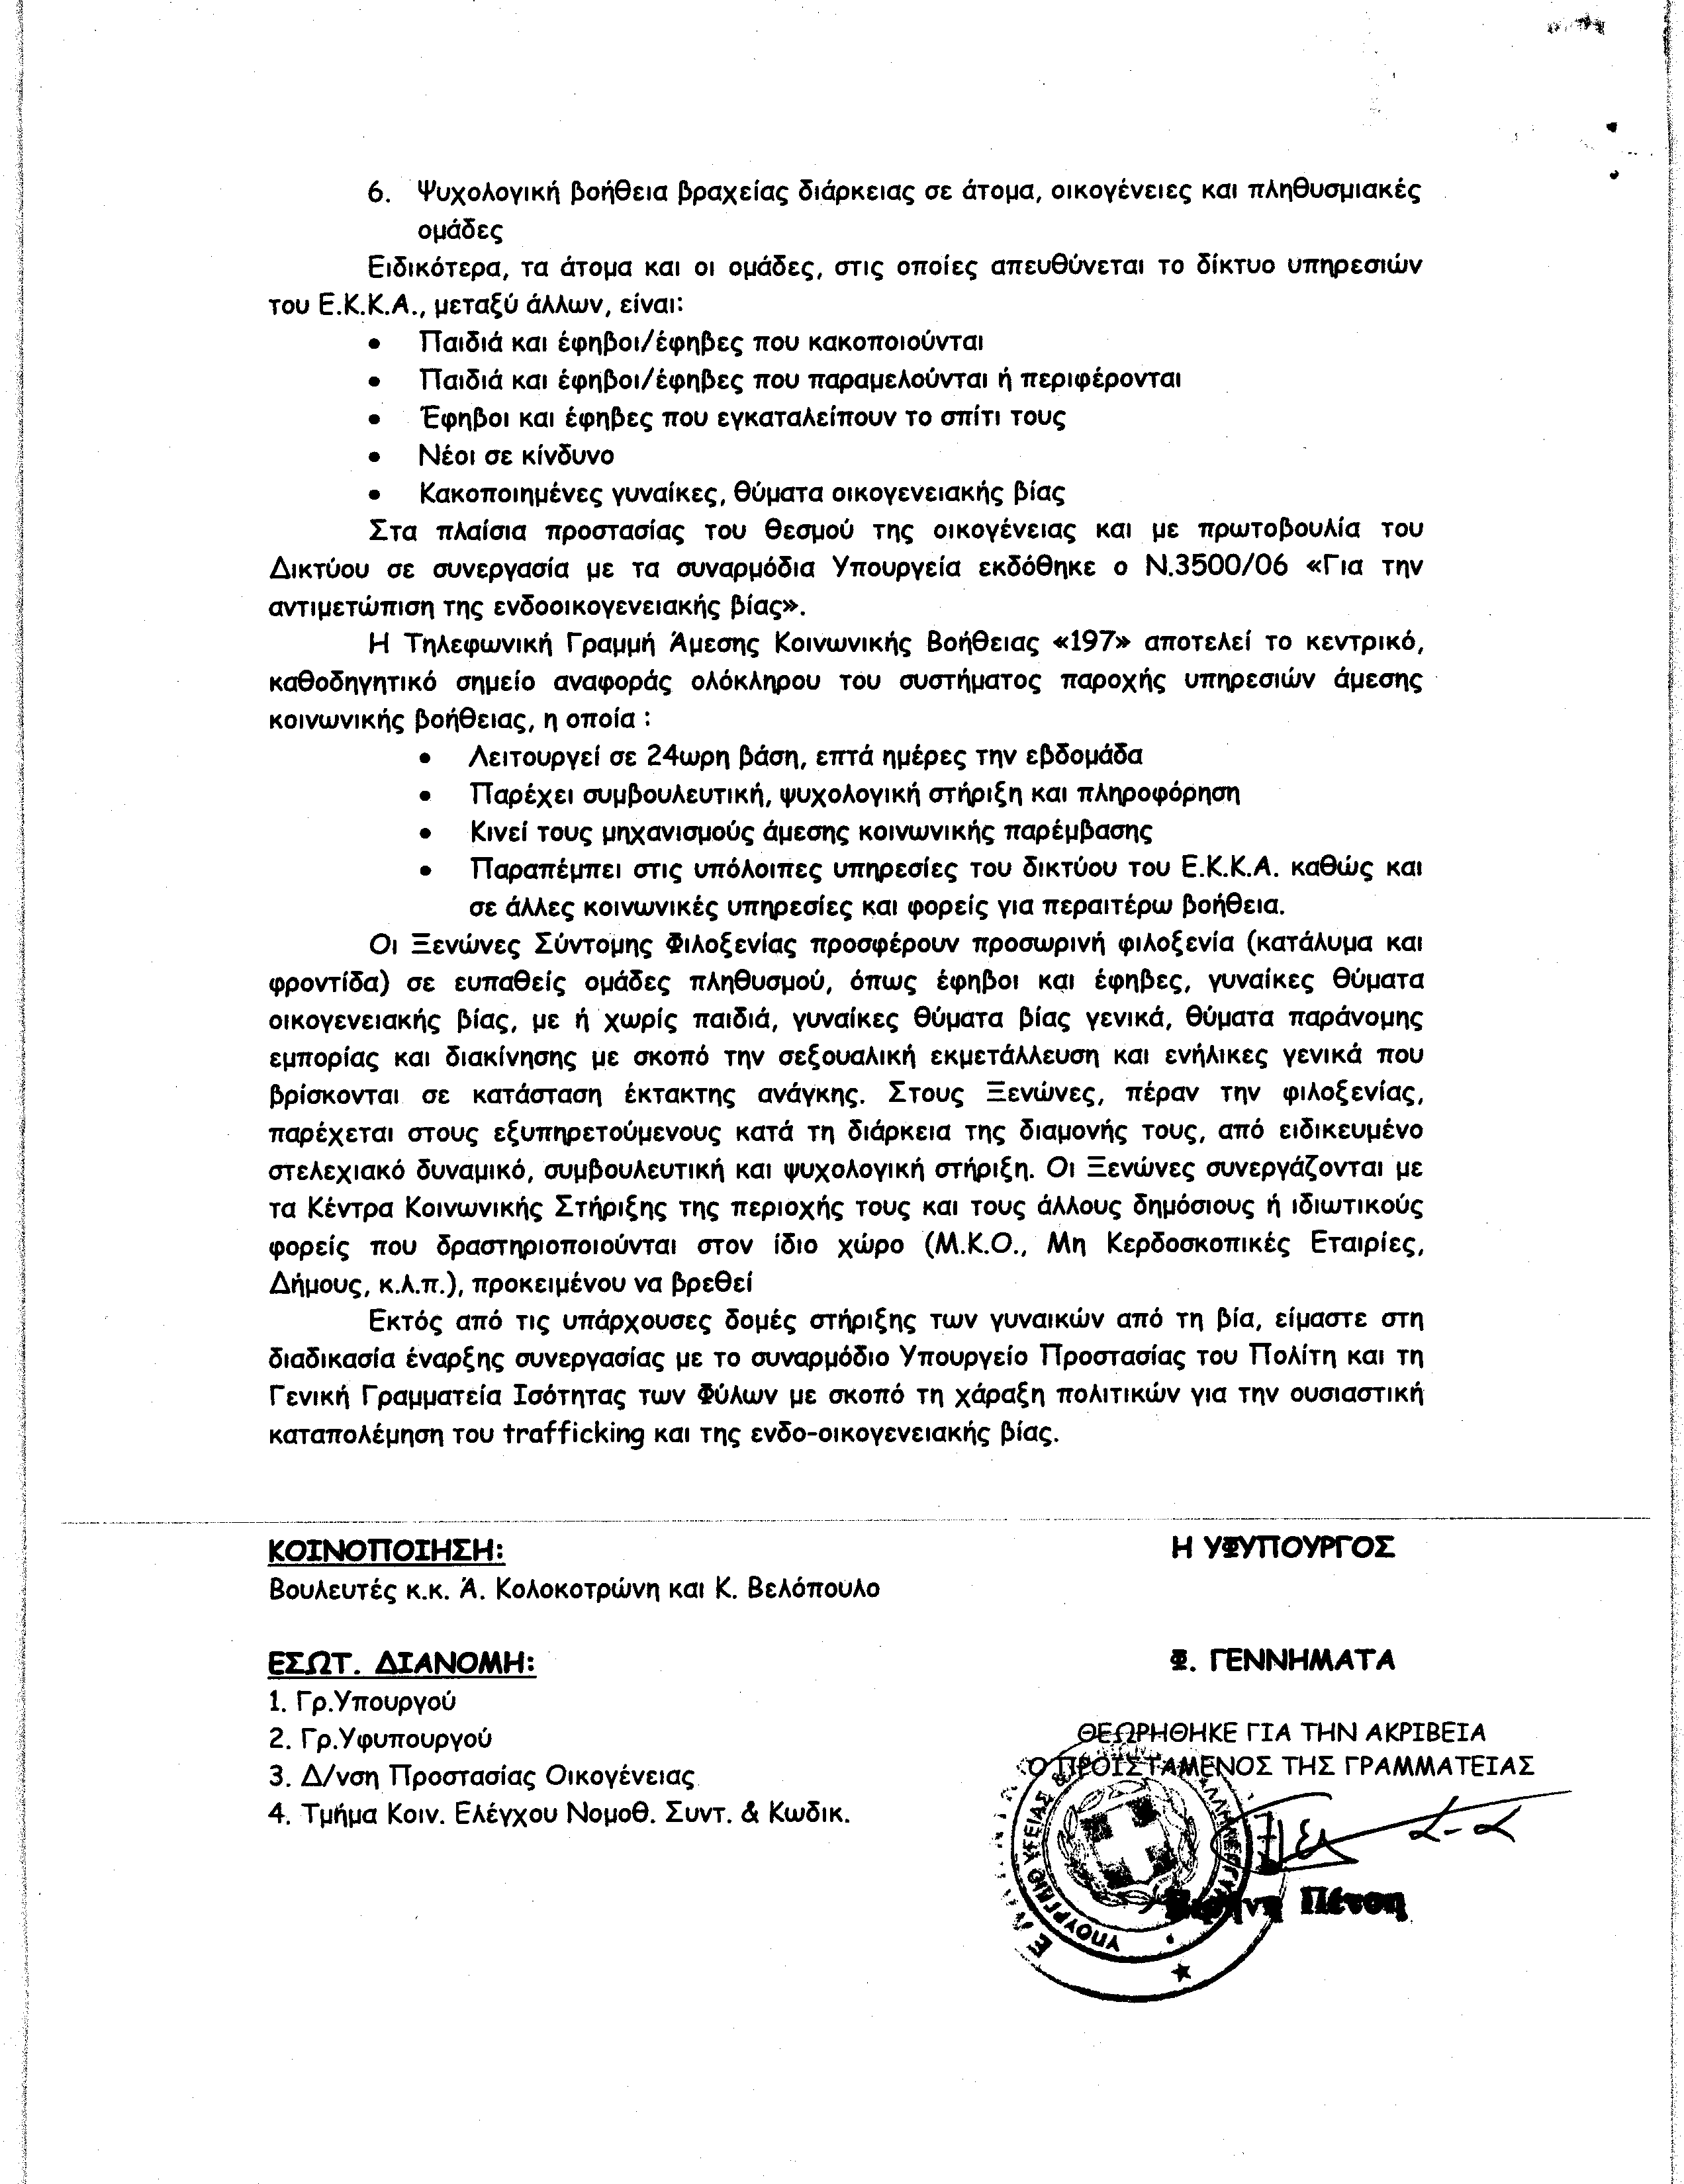 6. Ψυχολογική βοήθεια βραχείας διάρκειας σε άτομα, οικογένειες και πληθυσμιακές
ομάδες
Ειδικότερα, τα άτομα και οι ομάδες, στις οποίες απευθύνεται το δίκτυο υπηρεσιών
του Ε.Κ.Κ.Α., μεταξύ άλλων, είναι:
• Παιδιά και έφηβοι/έφηβες που κακοποιούνται
• Παιδιά και έφηβοι/έφηβες που παραμελούνται ή περιφέρονται
• Έφηβοι και έφηβες που εγκαταλείπουν το σπίτι τους
• Νέοι σε κίνδυνο
• Κακοποιημένες γυναίκες, θύματα οικογενειακής βίας
Στα πλαίσια προστασίας του θεσμού της οικογένειας και με πρωτοβουλία του
Δικτύου σε συνεργασία με τα συναρμόδια Υπουργεία εκδόθηκε ο Ν.3500/06 «Για την
αντιμετώπιση της ενδοοικογενειακής βίας».
Η Τηλεφωνική Γραμμή Άμεσης Κοινωνικής Βοήθειας «197» αποτελεί το κεντρικό,
καθοδηγητικό σημείο αναφοράς ολόκληρου του συστήματος παροχής υπηρεσιών άμεσης
κοινωνικής βοήθειας, η οποία :
• Λειτουργεί σε 24ωρη βάση, επτά ημέρες την εβδομάδα
• Παρέχει συμβουλευτική, ψυχολογική στήριξη και πληροφόρηση
• Κινεί τους μηχανισμούς άμεσης κοινωνικής παρέμβασης
• Παραπέμπει στις υπόλοιπες υπηρεσίες του δικτύου του Ε.Κ.Κ.Α. καθώς και
σε άλλες κοινωνικές υπηρεσίες και φορείς για περαιτέρω βοήθεια.
Οι Ξενώνες Σύντομης Φιλοξενίας προσφέρουν προσωρινή φιλοξενία (κατάλυμα και
φροντίδα) σε ευπαθείς ομάδες πληθυσμού, όπως έφηβοι και έφηβες, γυναίκες θύματα
οικογενειακής βίας, με ή χωρίς παιδιά, γυναίκες θύματα βίας γενικά, θύματα παράνομης
εμπορίας και διακίνησης με σκοπό την σεξουαλική εκμετάλλευση και ενήλικες γενικά που
βρίσκονται σε κατάσταση έκτακτης ανάγκης. Στους Ξενώνες, πέραν την φιλοξενίας,
παρέχεται στους εξυπηρετούμενους κατά τη διάρκεια της διαμονής τους, από ειδικευμένο
στελεχιακό δυναμικό, συμβουλευτική και ψυχολογική στήριξη. Οι Ξενώνες συνεργάζονται με
τα Κέντρα Κοινωνικής Στήριξης της περιοχής τους και τους άλλους δημόσιους ή ιδιωτικούς
φορείς που δραστηριοποιούνται στον ίδιο χώρο (Μ.Κ.Ο., Μη Κερδοσκοπικές Εταιρίες,
Δήμους, κ.λ.π.), προκειμένου να βρεθεί
Εκτός από τις υπάρχουσες δομές στήριξης των γυναικών από τη βία, είμαστε στη
διαδικασία έναρξης συνεργασίας με το συναρμόδιο Υπουργείο Προστασίας του Πολίτη και τη
Γενική Γραμματεία Ισότητας των Φύλων με σκοπό τη χάραξη πολιτικών για την ουσιαστική
καταπολέμηση του trafficking και της ενδο-οικογενειακής βίας.
ΚΟΙΝΟΠΟΙΗΣΗ:
Βουλευτές κ.κ. Ά. Κολοκοτρώνη και Κ. Βελόπουλο
Η ΥΦΥΠΟΥΡΓΟΣ
ΕΣΩΤ. ΔΙΑΝΟΜΗ:
1. Γρ.Υπουργού
2. Γρ.Υφυπουργού
3. Δ/νση Προστασίας Οικογένειας
4. Τμήμα Κοιν. Ελέγχου Νομοθ. Συντ. & Κωδικ.
Φ. ΓΕΝΝΗΜΑΤΑ
ΘΕΩΡΗΘΗΚΕ ΓΙΑ ΤΗΝ ΑΚΡΙΒΕΙΑ
Ο ΠΡΟΙΣΤΑΜΕΝΟΣ ΤΗΣ ΓΡΑΜΜΑΤΕΙΑΣ
ΥΠΟΥΡΓΕΙΟ ΥΓΕΙΑΣ &
Πέτση